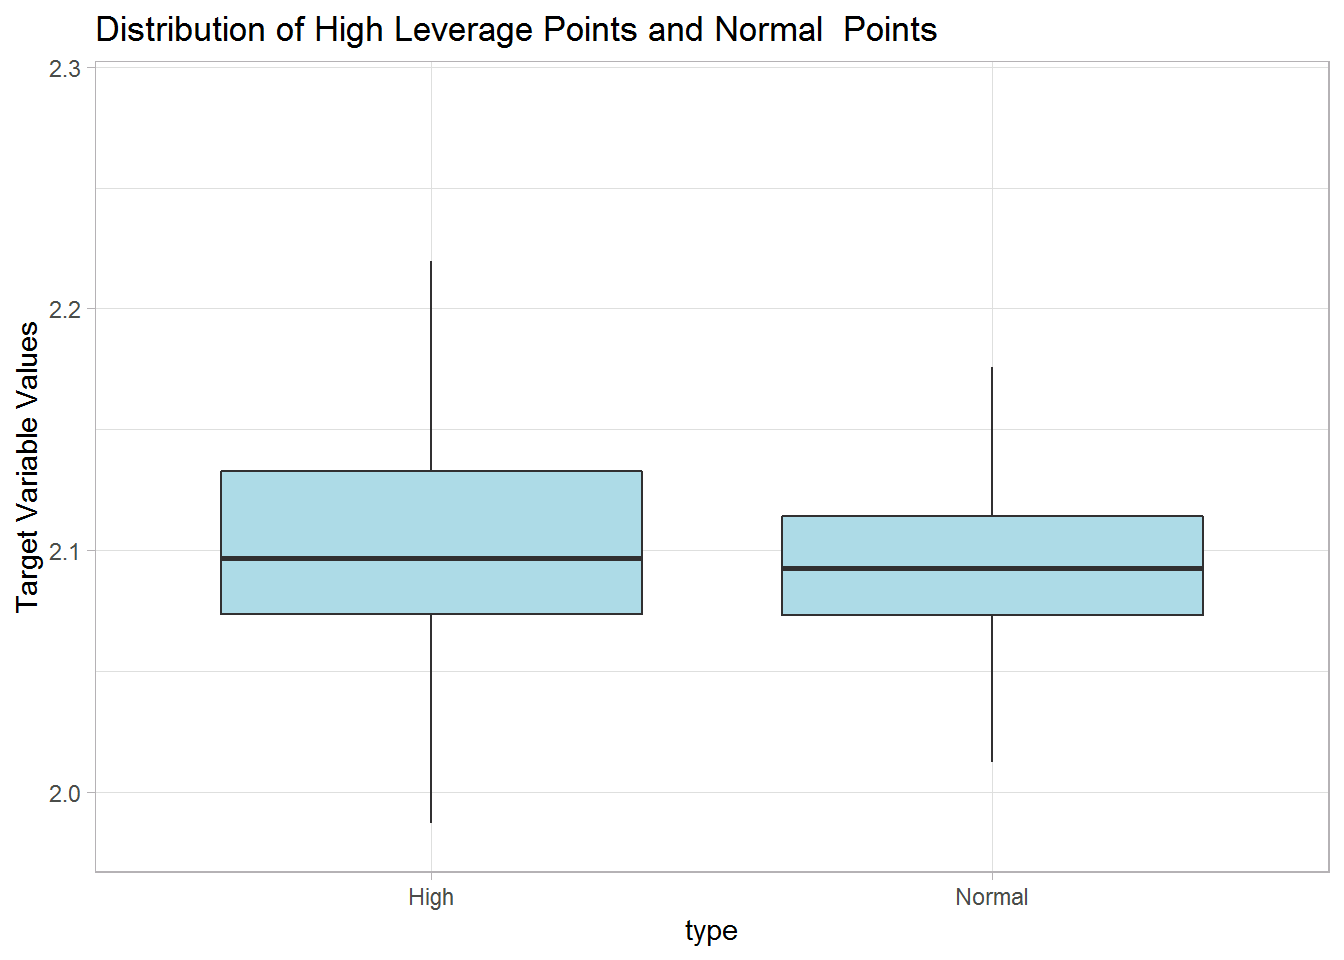 Distribution of High Leverage Points and Normal  Points
2.3
2.2
2.1
2.0
Target Variable Values
High
Normal
type